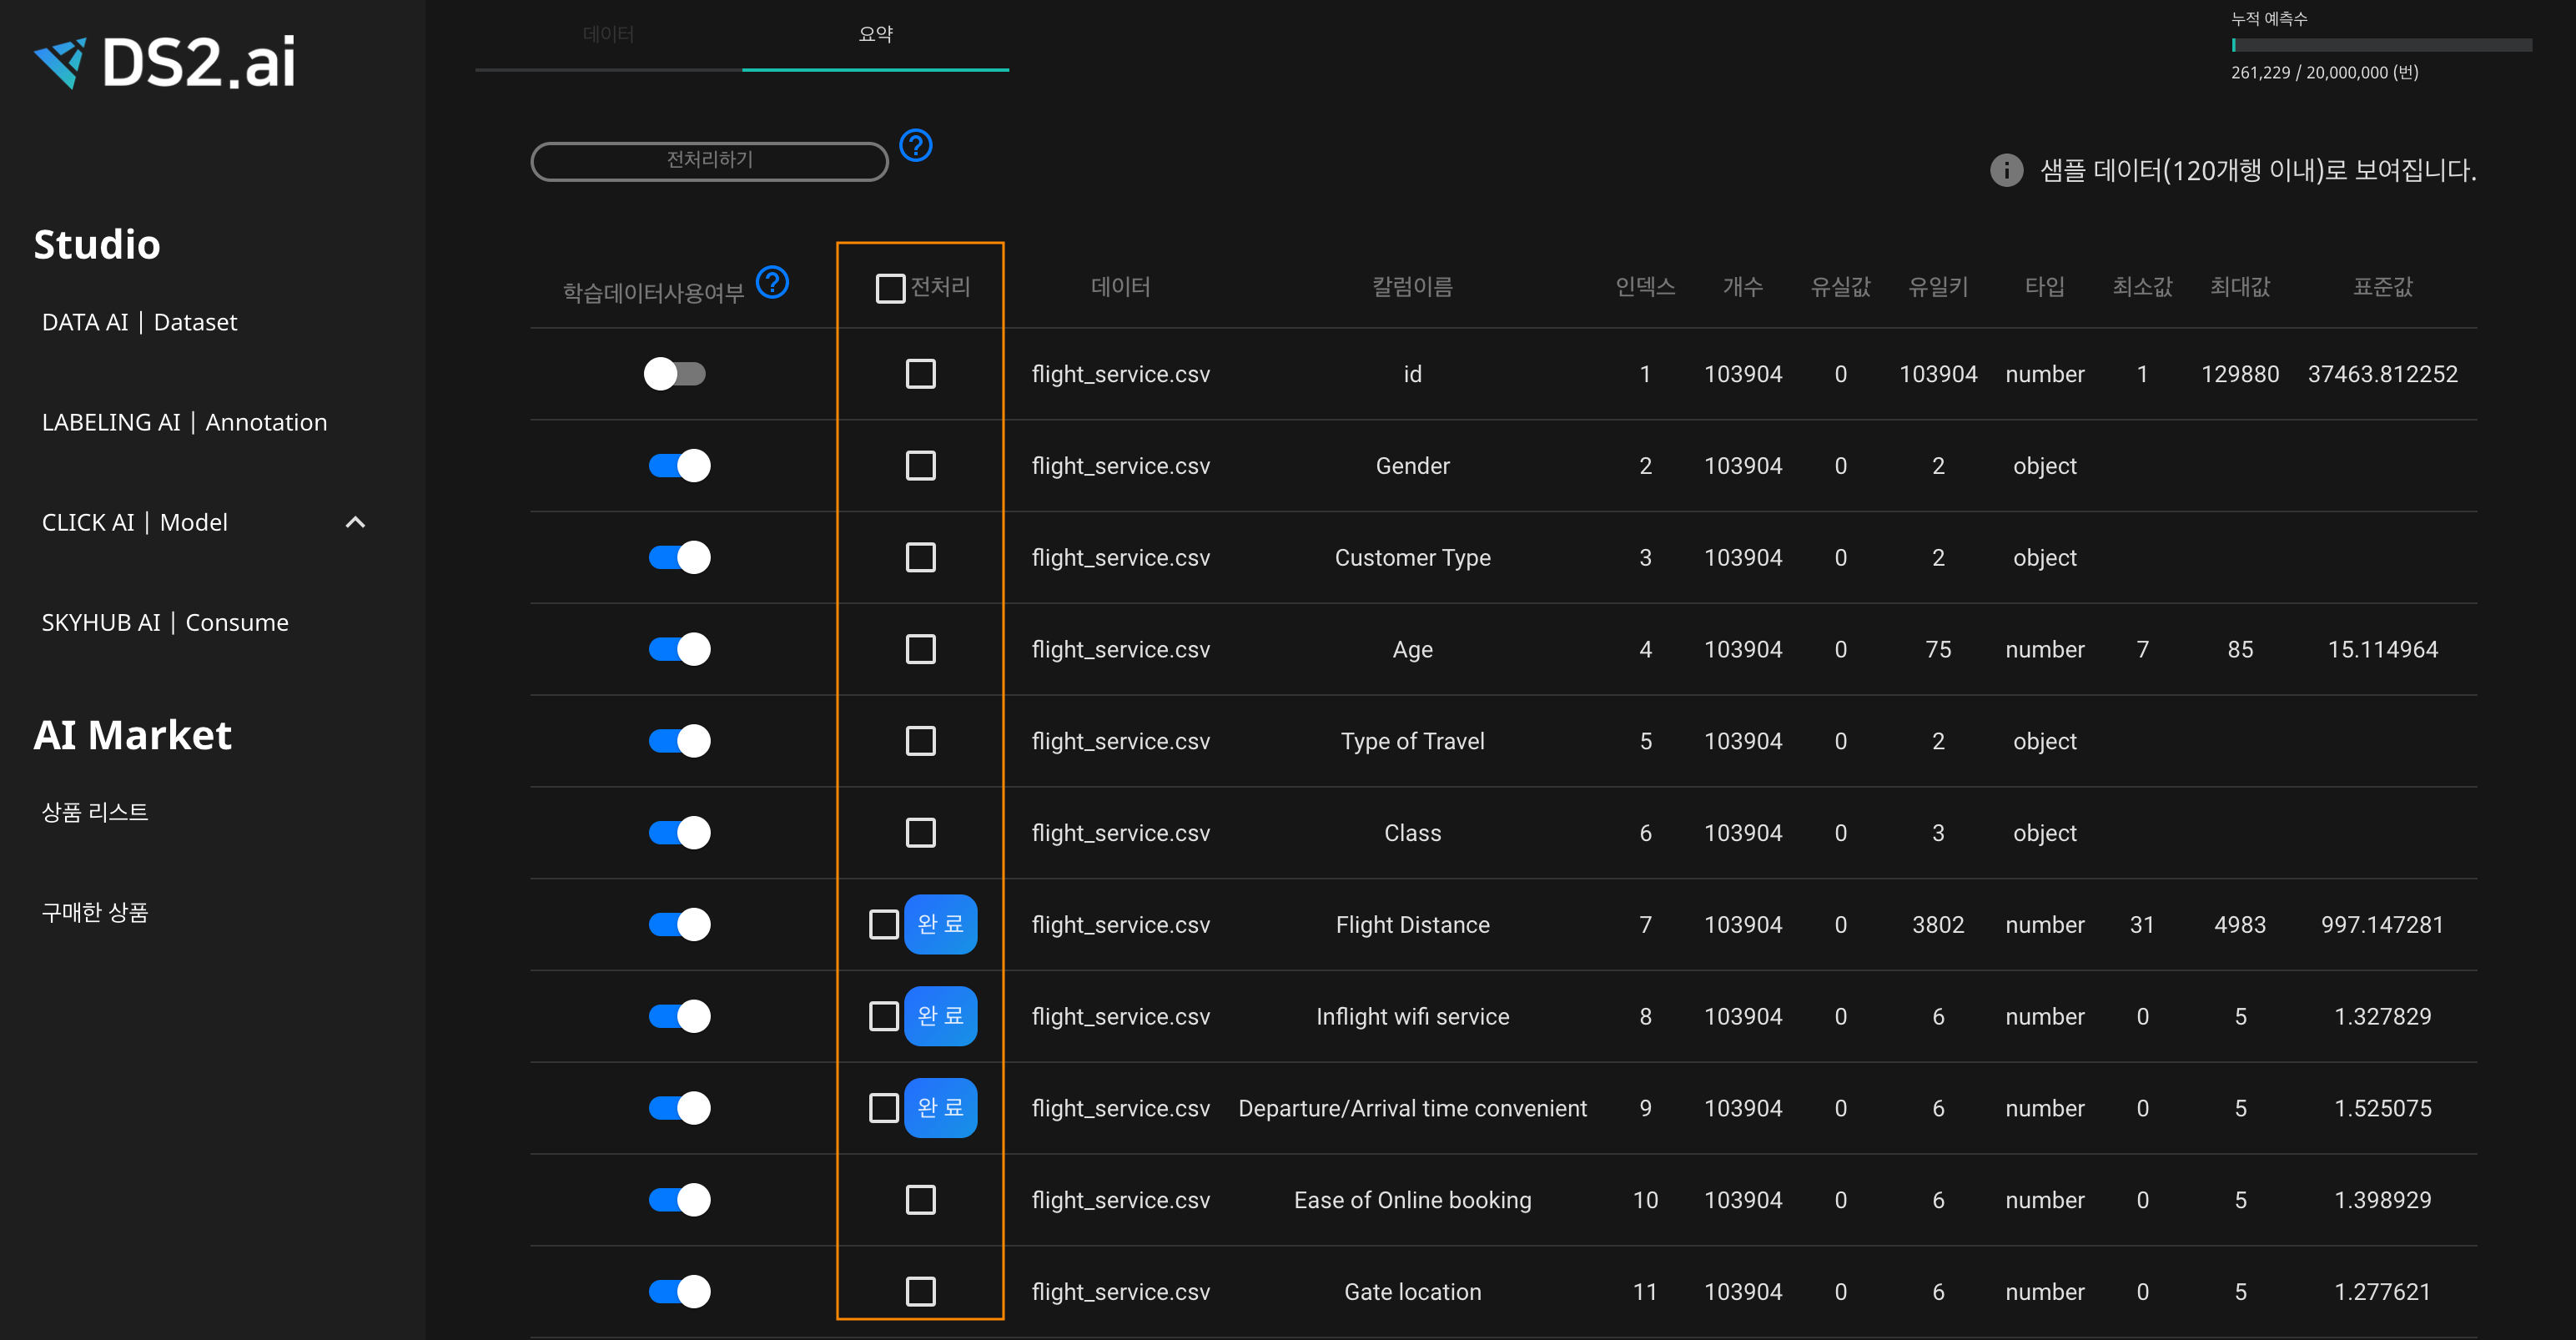 DS2.ai
Studio
DATA AI | Dataset
LABELING AI | Annotation
CLICK AI | Model
SKYHUB AI | Consume
AI Market
상품 리스트
구매한 상품
데이터 요약
누적 예측수
261,229 / 20,000,000 (번)
전처리하기 ?
i 샘플 데이터(120개행 이내)로 보여집니다.
학습데이터사용여부 ? 전처리 데이터 칼럼이름 인덱스 개수 유실값 유일키 타입 최소값 최대값 표준값
flight_service.csv id 1 103904 0 103904 number 1 129880 37463.812252
flight_service.csv Gender 2 103904 0 2 object
flight_service.csv Customer Type 3 103904 0 2 object
flight_service.csv Age 4 103904 0 75 number 7 85 15.114964
flight_service.csv Type of Travel 5 103904 0 2 object
flight_service.csv Class 6 103904 0 3 object
완 료 flight_service.csv Flight Distance 7 103904 0 3802 number 31 4983 997.147281
완 료 flight_service.csv Inflight wifi service 8 103904 0 6 number 0 5 1.327829
완 료 flight_service.csv Departure/Arrival time convenient 9 103904 0 6 number 0 5 1.525075
flight_service.csv Ease of Online booking 10 103904 0 6 number 0 5 1.398929
flight_service.csv Gate location 11 103904 0 6 number 0 5 1.277621